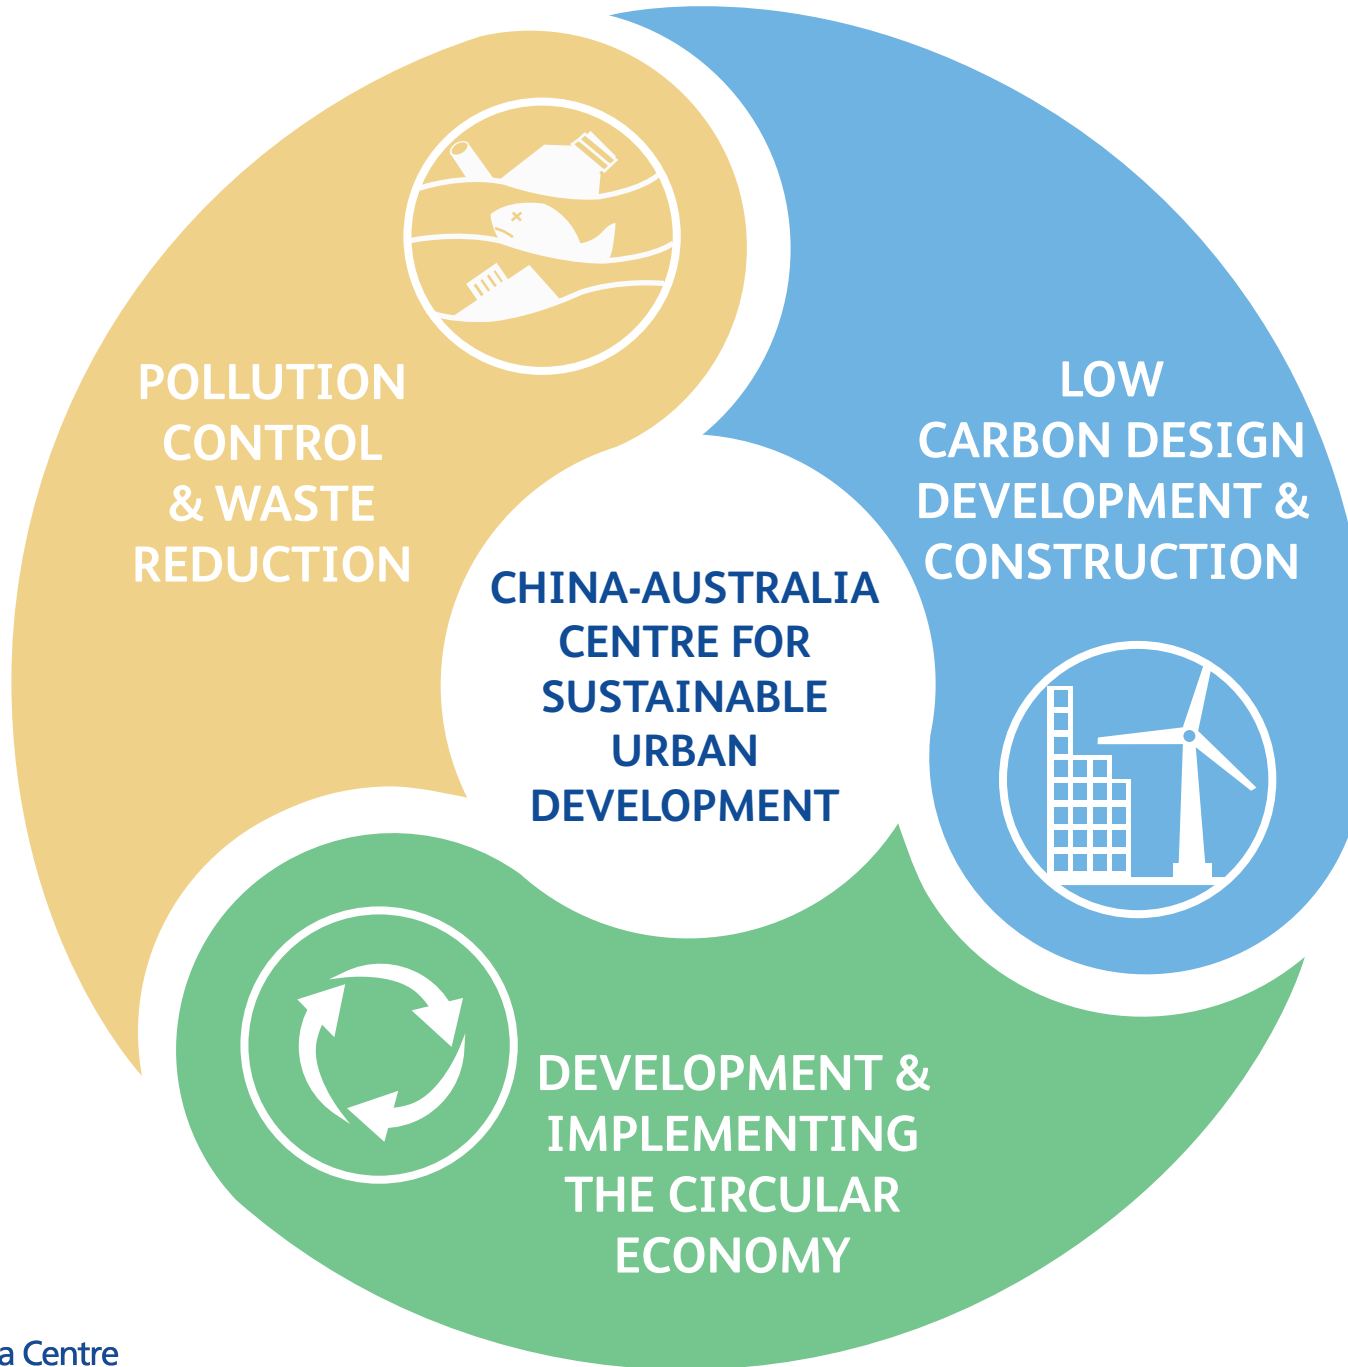 POLLUTION
CONTROL
& WASTE
REDUCTION
LOW
CARBON DESIGN
DEVELOPMENT &
CONSTRUCTION
CHINA-AUSTRALIA
CENTRE FOR
SUSTAINABLE
URBAN
DEVELOPMENT
DEVELOPMENT &
IMPLEMENTING
THE CIRCULAR
ECONOMY
a Centre